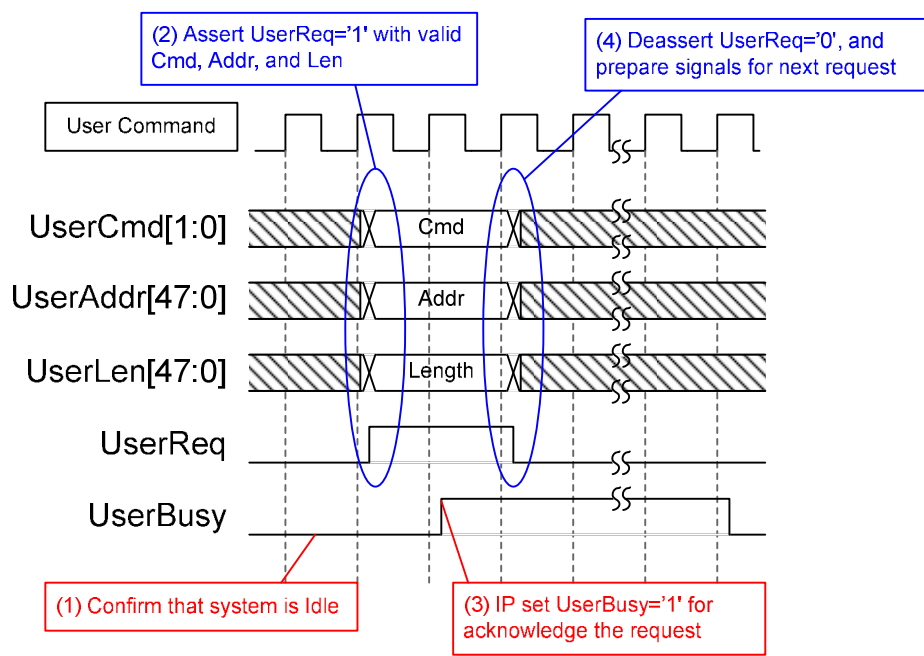 (2) Assert UserReq='1' with valid
Cmd, Addr, and Len
(4) Deassert UserReq='0', and
prepare signals for next request
User Command
UserCmd[1:0]
Cmd
UserAddr[47:0]
Addr
UserLen[47:0]
Length
UserReq
UserBusy
(1) Confirm that system is Idle
(3) IP set UserBusy='1' for
acknowledge the request